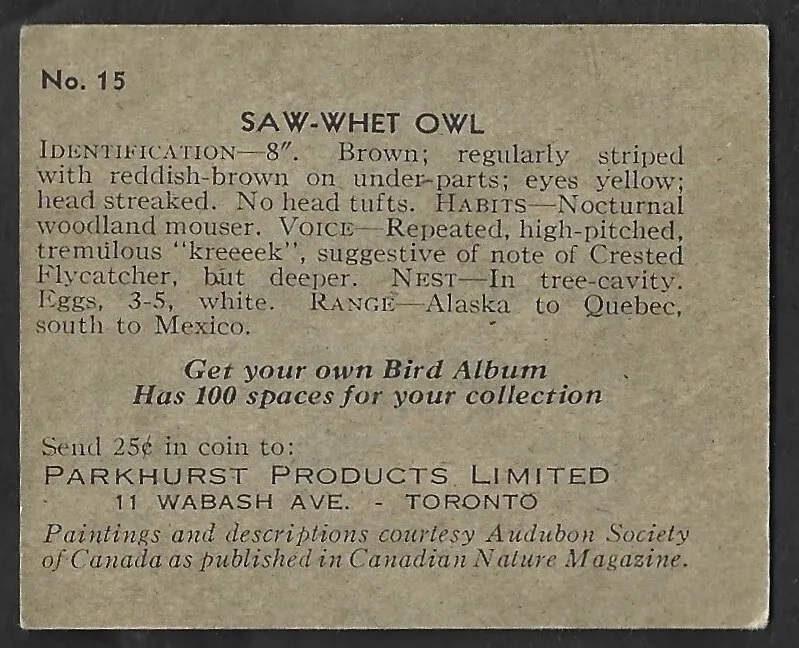 No. 15
SAW-WHET OWL
IDENTIFICATION—8". Brown; regularly striped
with reddish-brown on under-parts; eyes yellow;
head streaked. No head tufts. HABITS—Nocturnal
woodland mouser. VOICE—Repeated, high-pitched,
tremulous "kreeeek", suggestive of note of Crested
Flycatcher, but deeper. NEST—In tree-cavity.
Eggs, 3-5, white. RANGE—Alaska to Quebec,
south to Mexico.
Get your own Bird Album
Has 100 spaces for your collection
Send 25¢ in coin to:
PARKHURST PRODUCTS LIMITED
11 WABASH AVE. - TORONTO
Paintings and descriptions courtesy Audubon Society
of Canada as published in Canadian Nature Magazine.